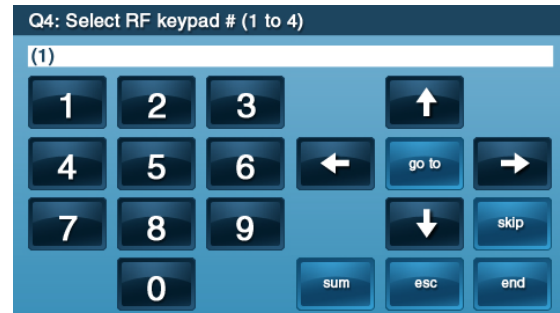 Q4: Select RF keypad # (1 to 4)
(1)
1 2 3
4 5 6 go to
7 8 9 skip
0 sum esc end